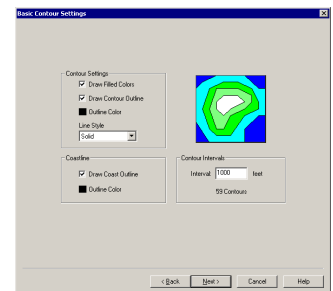 Basic Contour Settings
Contour Settings
Draw Filled Colors
Draw Contour Outline
Outline Color
Line Style
Solid
Coastline
Draw Coast Outline
Outline Color
Contour Intervals
Interval: 1000 feet
59 Contours
< Back Next > Cancel Help